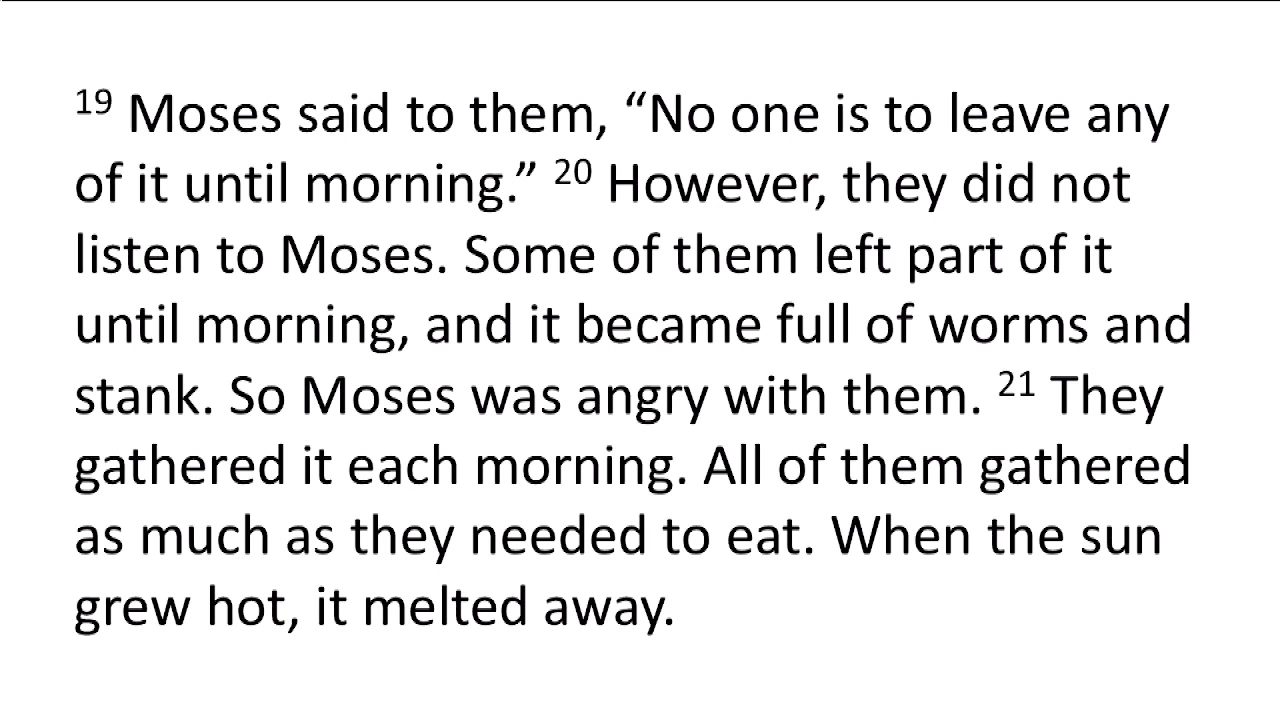 19 Moses said to them, “No one is to leave any
of it until morning.” 20 However, they did not
listen to Moses. Some of them left part of it
until morning, and it became full of worms and
stank. So Moses was angry with them. 21 They
gathered it each morning. All of them gathered
as much as they needed to eat. When the sun
grew hot, it melted away.